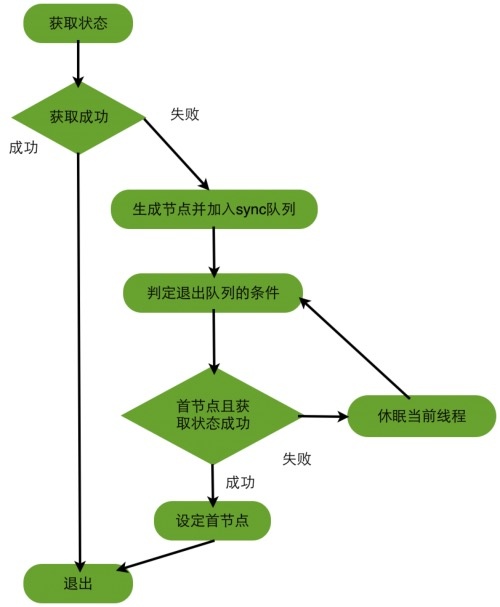 获取状态
获取成功
失败
成功
生成节点并加入sync队列
判定退出队列的条件
首节点且获
取状态成功
休眠当前线程
失败
成功
设定首节点
退出